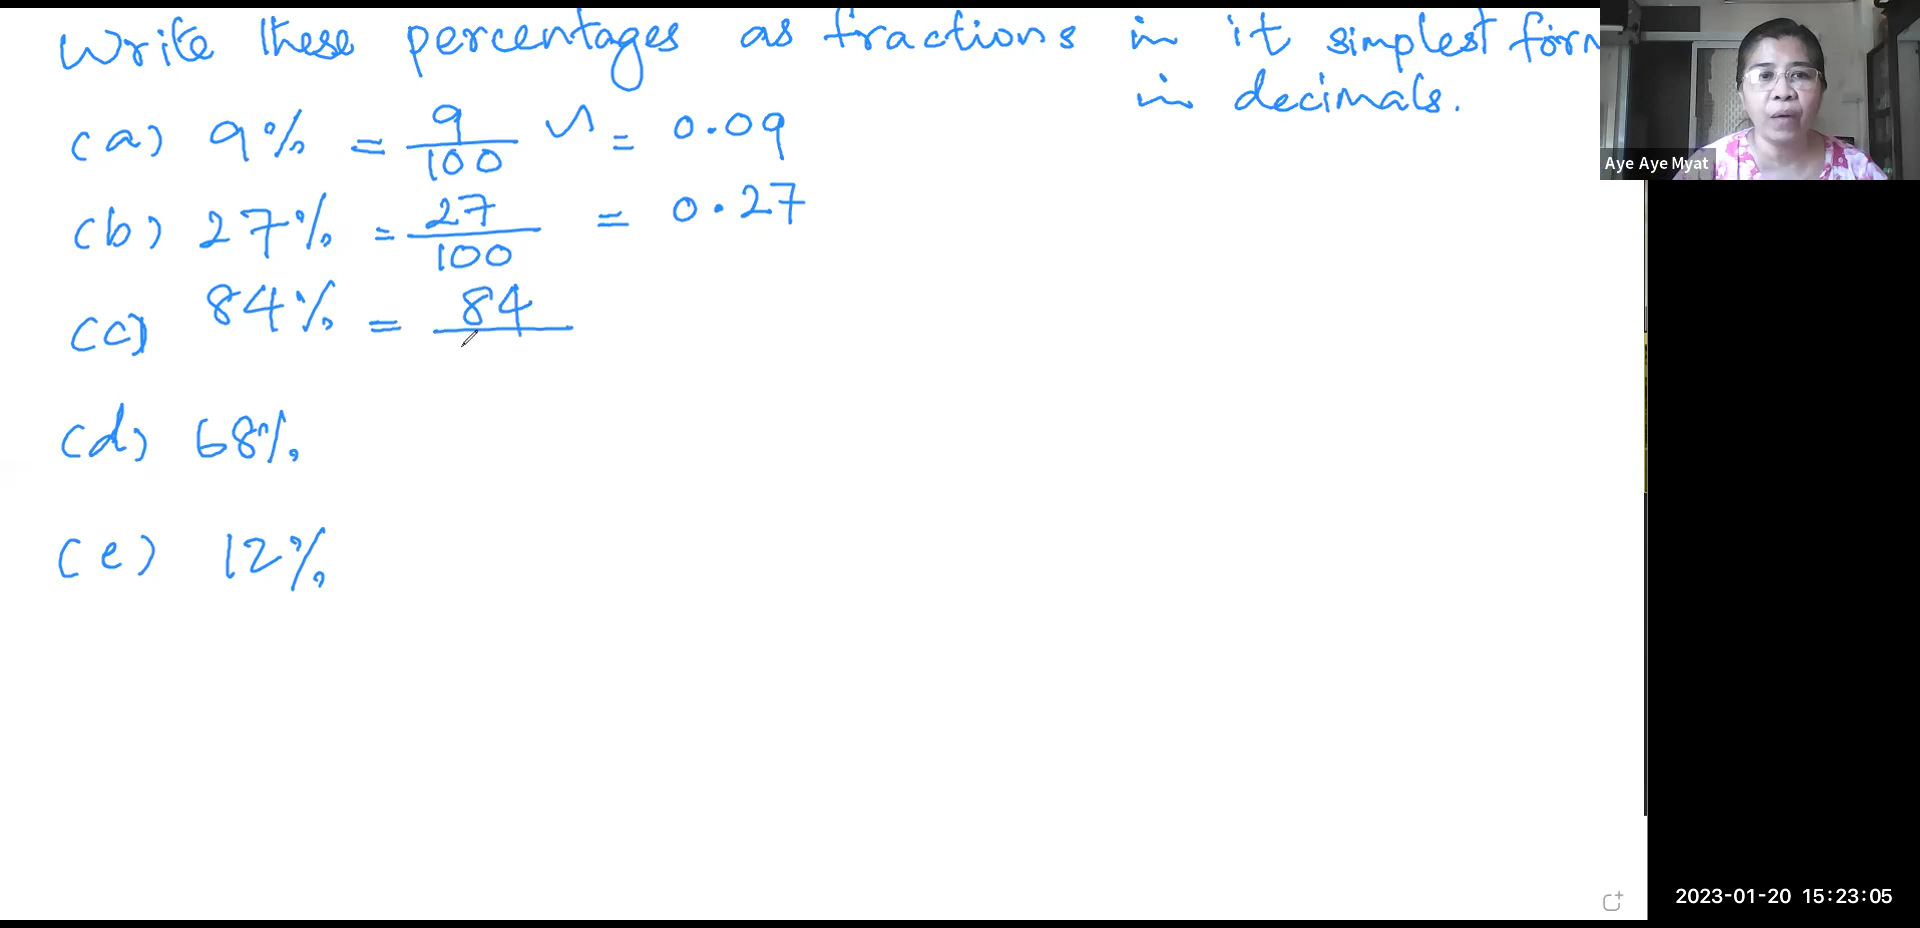 Write these percentages as fractions in it simplest form
in decimals.
(a) 9% = 9/100 = 0.09
(b) 27% = 27/100 = 0.27
(c) 84% = 84
(d) 68%
(e) 12%
Aye Aye Myat
2023-01-20 15:23:05